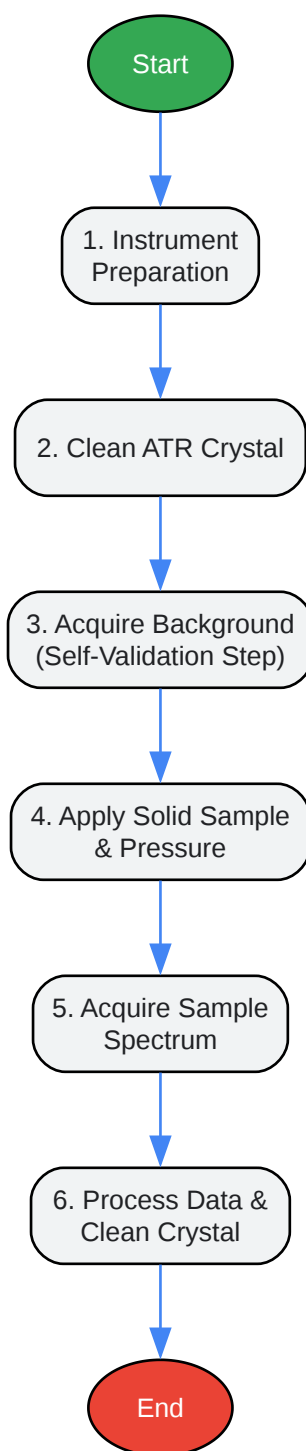 Start
1. Instrument
Preparation
2. Clean ATR Crystal
3. Acquire Background
(Self-Validation Step)
4. Apply Solid Sample
& Pressure
5. Acquire Sample
Spectrum
6. Process Data &
Clean Crystal
End